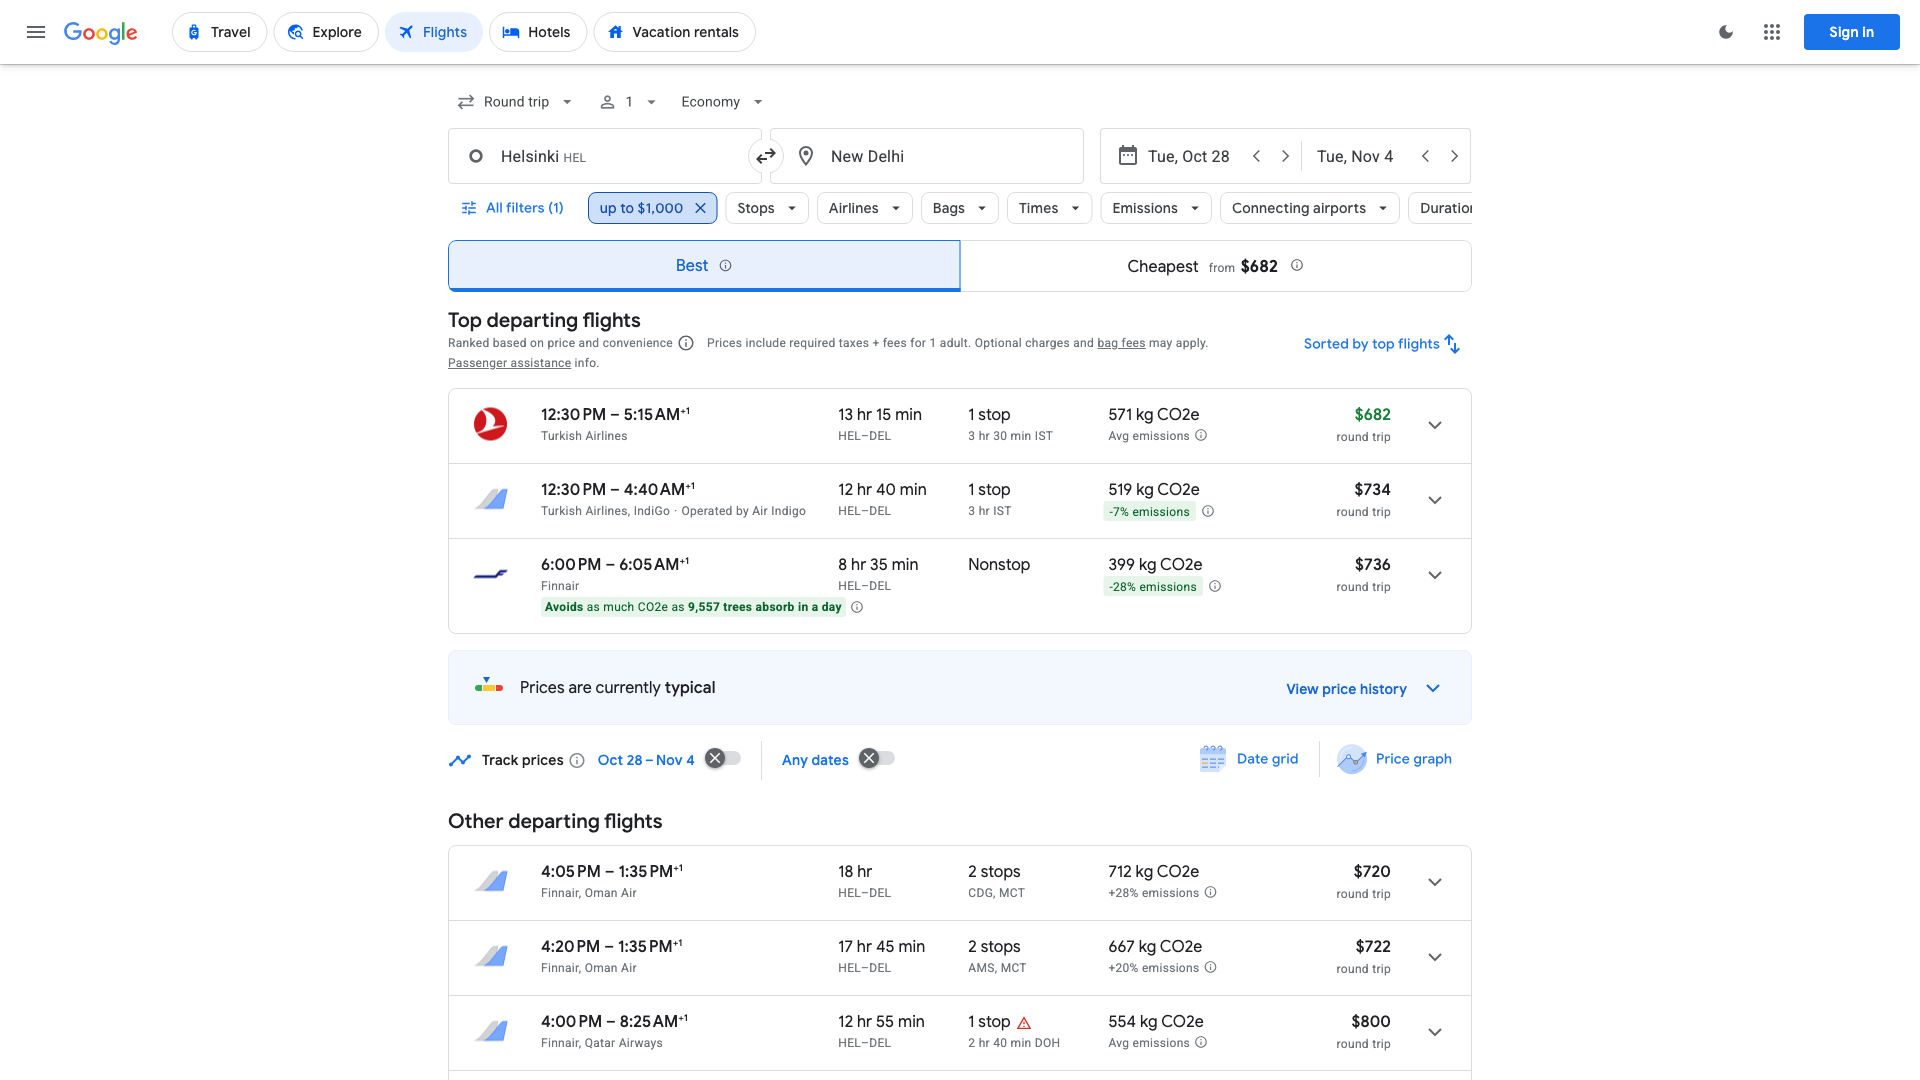 Google
Travel
Explore
Flights
Hotels
Vacation rentals
Sign in
Round trip
1
Economy
Helsinki HEL
New Delhi
Tue, Oct 28
Tue, Nov 4
All filters (1)
up to $1,000
Stops
Airlines
Bags
Times
Emissions
Connecting airports
Duration
Best
Cheapest from $682
Top departing flights
Ranked based on price and convenience
Prices include required taxes + fees for 1 adult. Optional charges and bag fees may apply.
Passenger assistance info.
Sorted by top flights
12:30 PM – 5:15 AM+1
Turkish Airlines
13 hr 15 min
HEL–DEL
1 stop
3 hr 30 min IST
571 kg CO2e
Avg emissions
$682
round trip
12:30 PM – 4:40 AM+1
Turkish Airlines, IndiGo · Operated by Air Indigo
12 hr 40 min
HEL–DEL
1 stop
3 hr IST
519 kg CO2e
-7% emissions
$734
round trip
6:00 PM – 6:05 AM+1
Finnair
Avoids as much CO2e as 9,557 trees absorb in a day
8 hr 35 min
HEL–DEL
Nonstop
399 kg CO2e
-28% emissions
$736
round trip
Prices are currently typical
View price history
Track prices
Oct 28 – Nov 4
Any dates
Date grid
Price graph
Other departing flights
4:05 PM – 1:35 PM+1
Finnair, Oman Air
18 hr
HEL–DEL
2 stops
CDG, MCT
712 kg CO2e
+28% emissions
$720
round trip
4:20 PM – 1:35 PM+1
Finnair, Oman Air
17 hr 45 min
HEL–DEL
2 stops
AMS, MCT
667 kg CO2e
+20% emissions
$722
round trip
4:00 PM – 8:25 AM+1
Finnair, Qatar Airways
12 hr 55 min
HEL–DEL
1 stop
2 hr 40 min DOH
554 kg CO2e
Avg emissions
$800
round trip